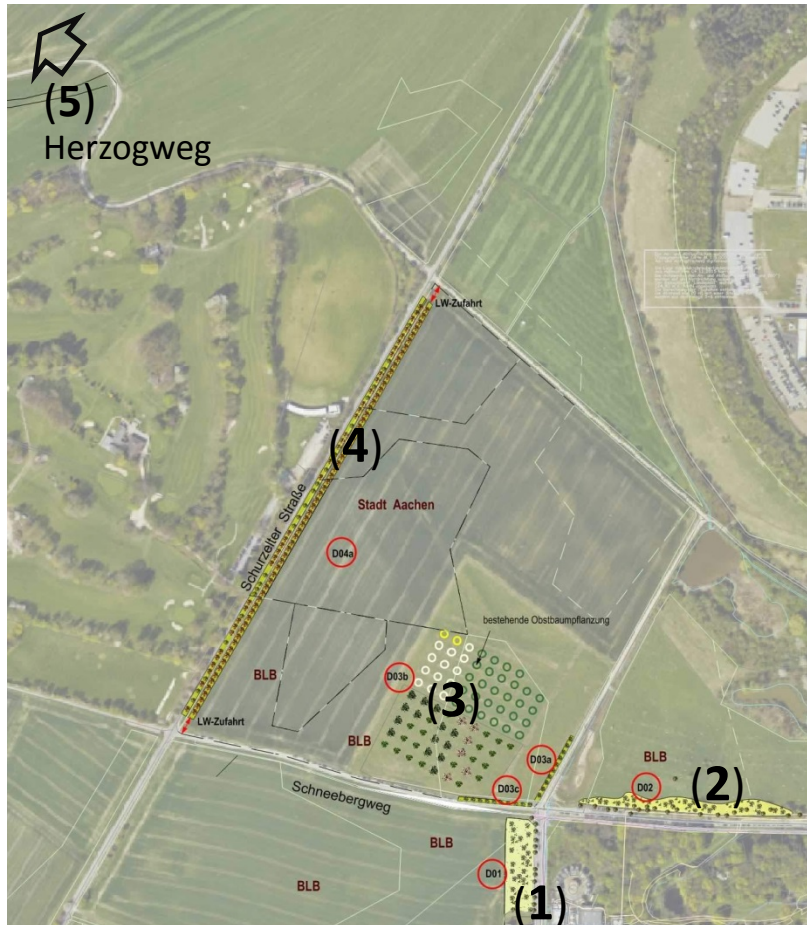 (5)
Herzogweg
LW-Zufahrt
(4)
Schurzelter Straße
Stadt Aachen
D04a
bestehende Obstbaumpflanzung
BLB
D03b
(3)
LW-Zufahrt
BLB
D03a
BLB
D02
(2)
D03c
Schneebergweg
BLB
D01
BLB
(1)